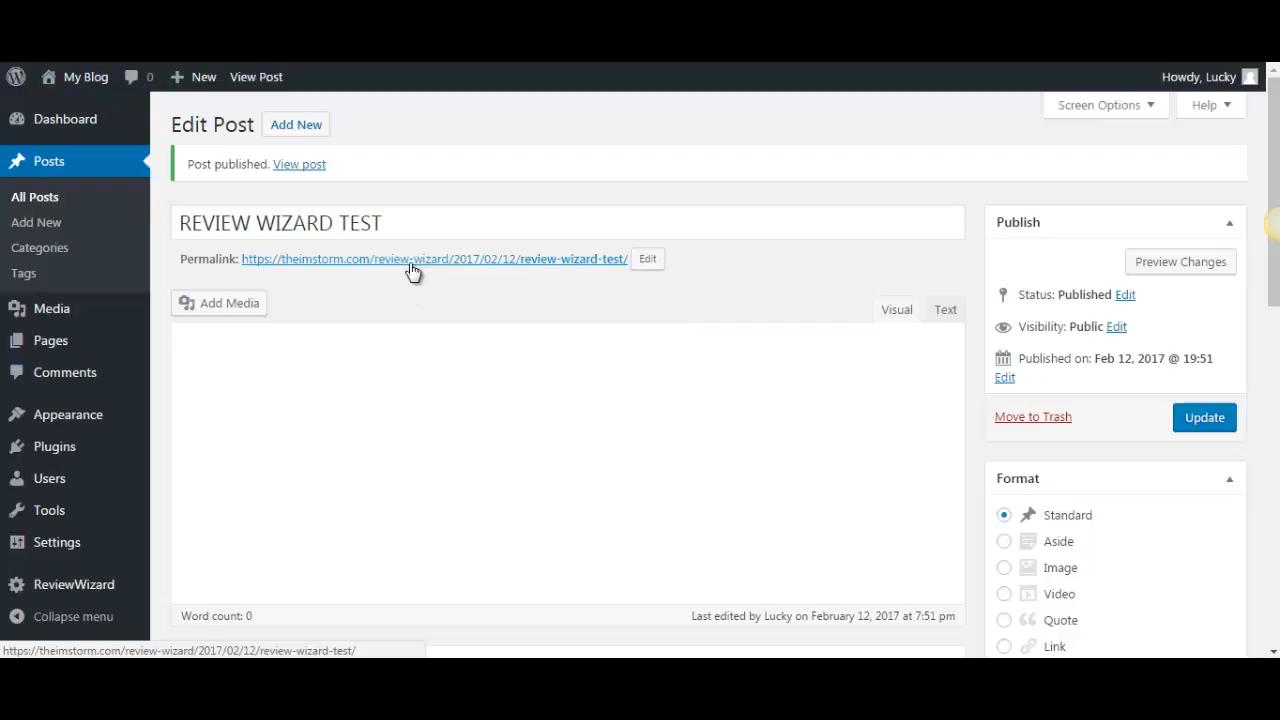 My Blog 0 New View Post Howdy, Lucky
Dashboard
Posts
All Posts
Add New
Categories
Tags
Media
Pages
Comments
Appearance
Plugins
Users
Tools
Settings
ReviewWizard
Collapse menu
Screen Options Help
Edit Post Add New
Post published. View post
REVIEW WIZARD TEST
Permalink: https://theimstorm.com/review-wizard/2017/02/12/review-wizard-test/ Edit
Add Media
Visual Text
Word count: 0 Last edited by Lucky on February 12, 2017 at 7:51 pm
Publish
Preview Changes
Status: Published Edit
Visibility: Public Edit
Published on: Feb 12, 2017 @ 19:51
Edit
Move to Trash Update
Format
Standard
Aside
Image
Video
Quote
Link
https://theimstorm.com/review-wizard/2017/02/12/review-wizard-test/